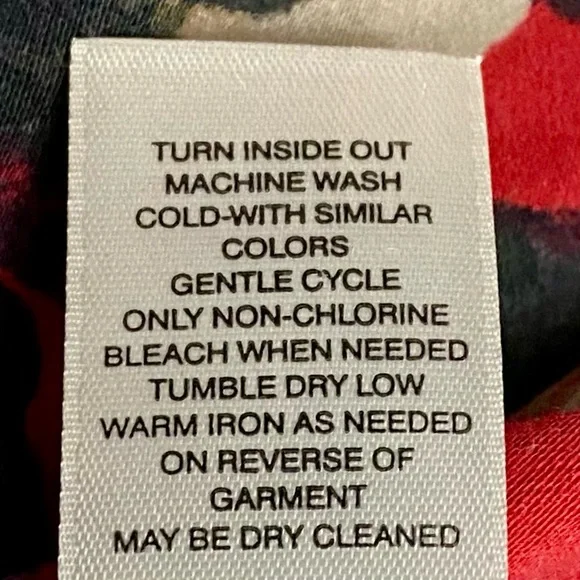 TURN INSIDE OUT
MACHINE WASH
COLD-WITH SIMILAR
COLORS
GENTLE CYCLE
ONLY NON-CHLORINE
BLEACH WHEN NEEDED
TUMBLE DRY LOW
WARM IRON AS NEEDED
ON REVERSE OF
GARMENT
MAY BE DRY CLEANED